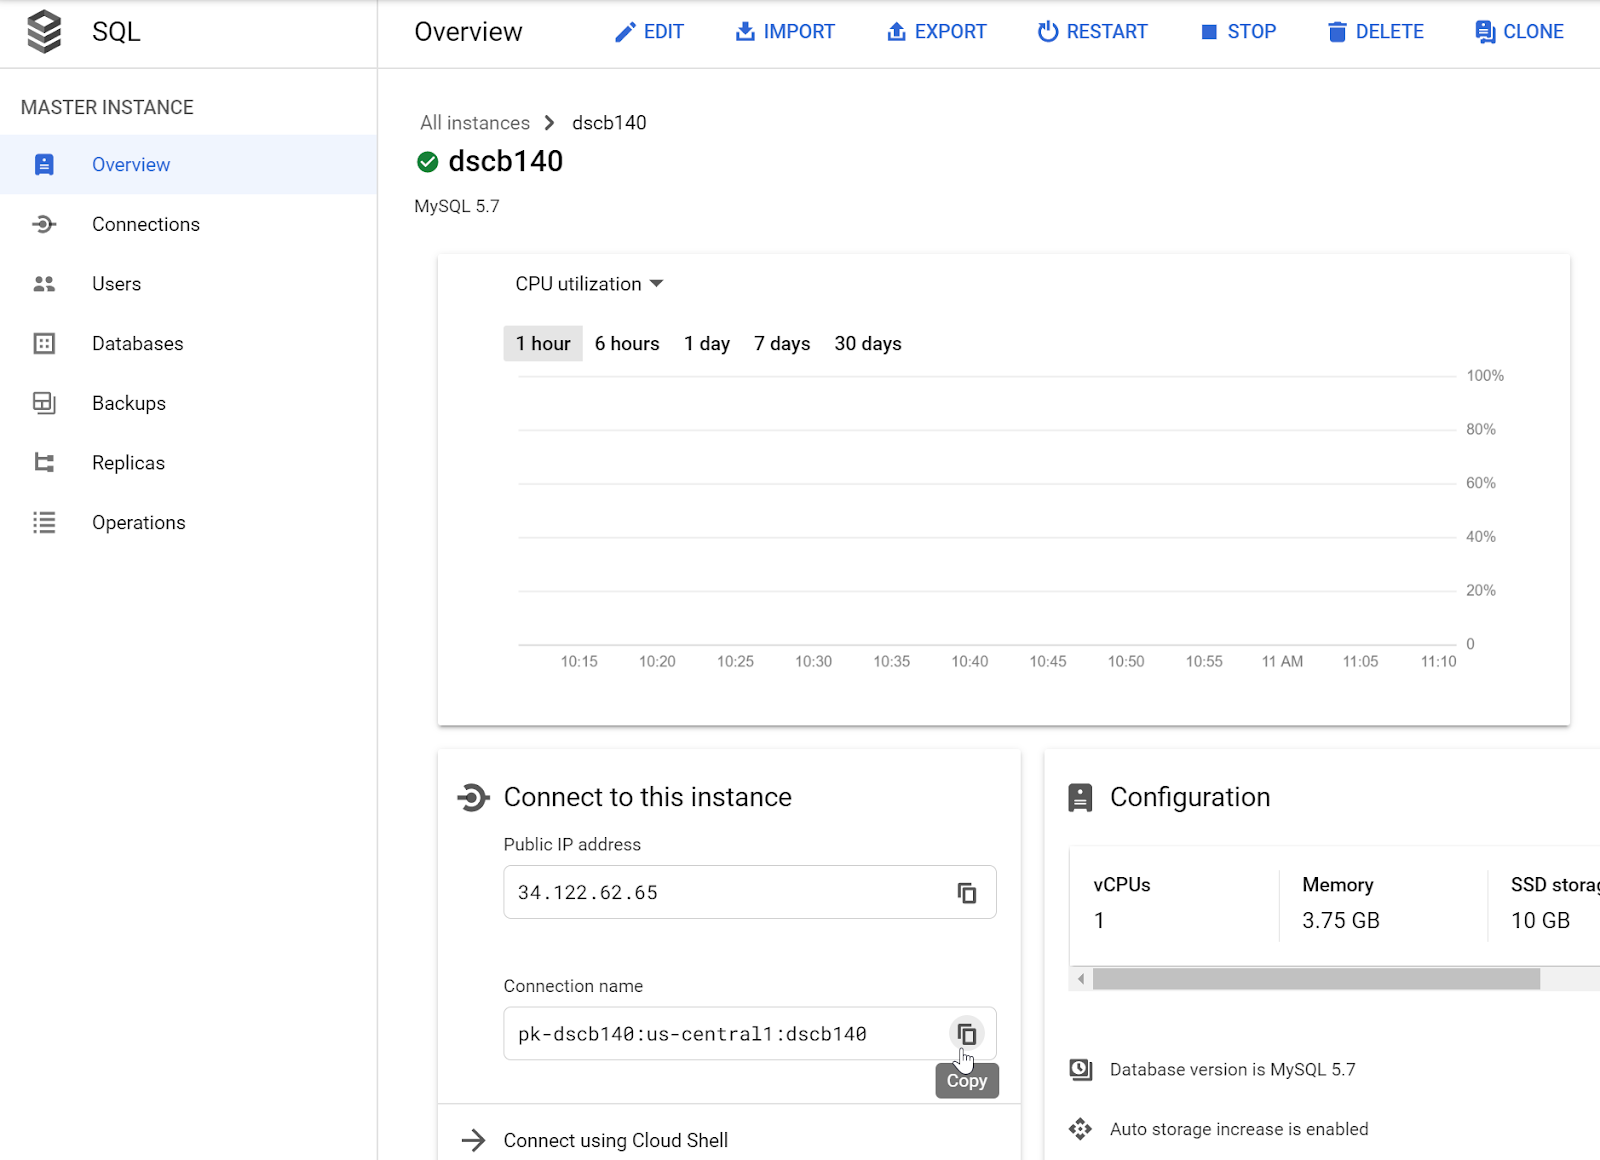 SQL
Overview
EDIT
IMPORT
EXPORT
RESTART
STOP
DELETE
CLONE
MASTER INSTANCE
Overview
Connections
Users
Databases
Backups
Replicas
Operations
All instances
dscb140
dscb140
MySQL 5.7
CPU utilization
1 hour 6 hours 1 day 7 days 30 days
100%
80%
60%
40%
20%
0
10:15 10:20 10:25 10:30 10:35 10:40 10:45 10:50 10:55 11 AM 11:05 11:10
Connect to this instance
Public IP address
34.122.62.65
Connection name
pk-dscb140:us-central1:dscb140
Copy
Connect using Cloud Shell
Configuration
vCPUs Memory SSD storag
1 3.75 GB 10 GB
Database version is MySQL 5.7
Auto storage increase is enabled